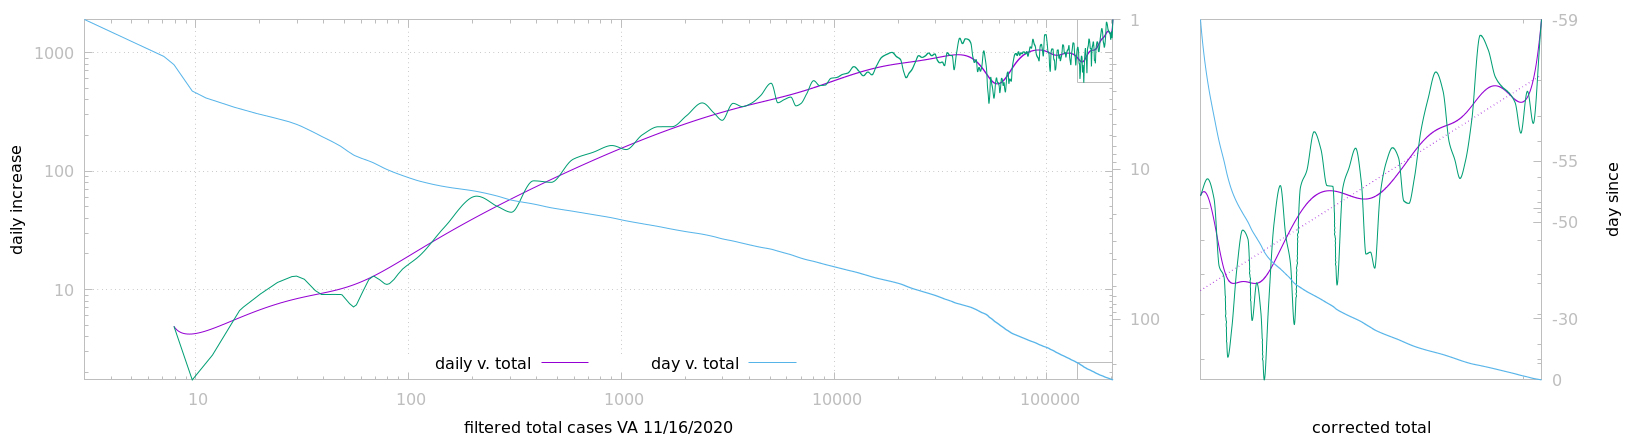 1000
100
10
daily increase
10
100
1000
10000
100000
filtered total cases VA 11/16/2020
daily v. total
day v. total
1
10
100
-59
-55
-50
-30
0
day since
corrected total